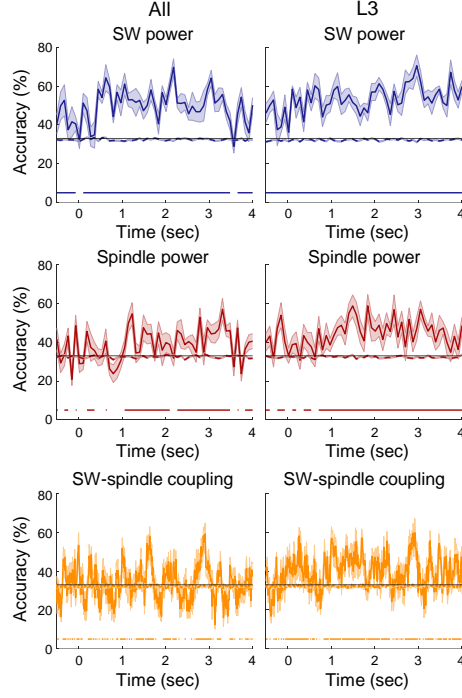 All L3
SW power SW power
Accuracy (%)
80
60
40
20
0
0 1 2 3 4 0 1 2 3 4
Time (sec) Time (sec)
Spindle power Spindle power
Accuracy (%)
80
60
40
20
0
0 1 2 3 4 0 1 2 3 4
Time (sec) Time (sec)
SW-spindle coupling SW-spindle coupling
Accuracy (%)
80
60
40
20
0
0 1 2 3 4 0 1 2 3 4
Time (sec) Time (sec)